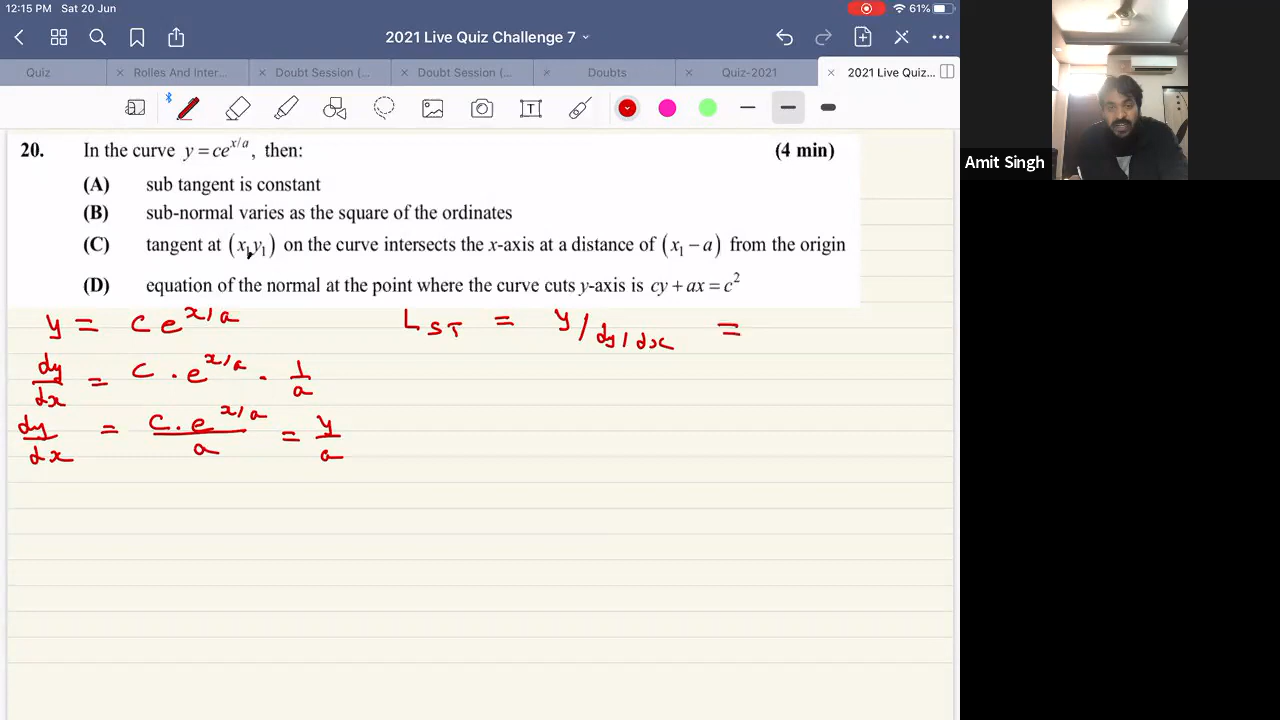 12:15 PM Sat 20 Jun
61%
2021 Live Quiz Challenge 7
Quiz
Rolles And Inter...
Doubt Session (...
Doubt Session (...
Doubts
Quiz-2021
2021 Live Quiz...
Amit Singh
20. In the curve y = ce^{x/a}, then: (4 min)
(A) sub tangent is constant
(B) sub-normal varies as the square of the ordinates
(C) tangent at (x₁y₁) on the curve intersects the x-axis at a distance of (x₁ − a) from the origin
(D) equation of the normal at the point where the curve cuts y-axis is cy + ax = c²
y = c e^{x/a}
L_{ST} = y / dy/dx =
dy/dx = c · e^{x/a} · 1/a
dy/dx = c · e^{x/a} / a = y/a